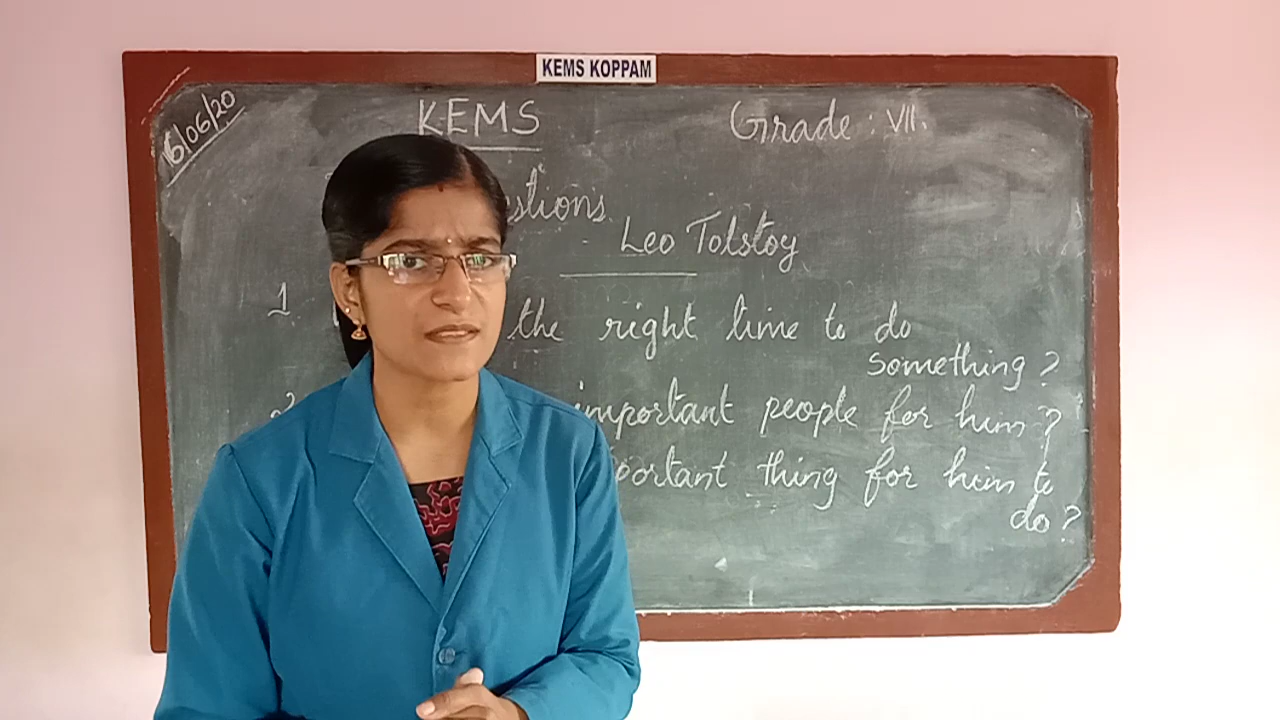 KEMS KOPPAM
16/06/20
KEMS
Grade : VII.
estions
Leo Tolstoy
1. the right time to do
something ?
2 important people for him ?
portant thing for him to
do ?